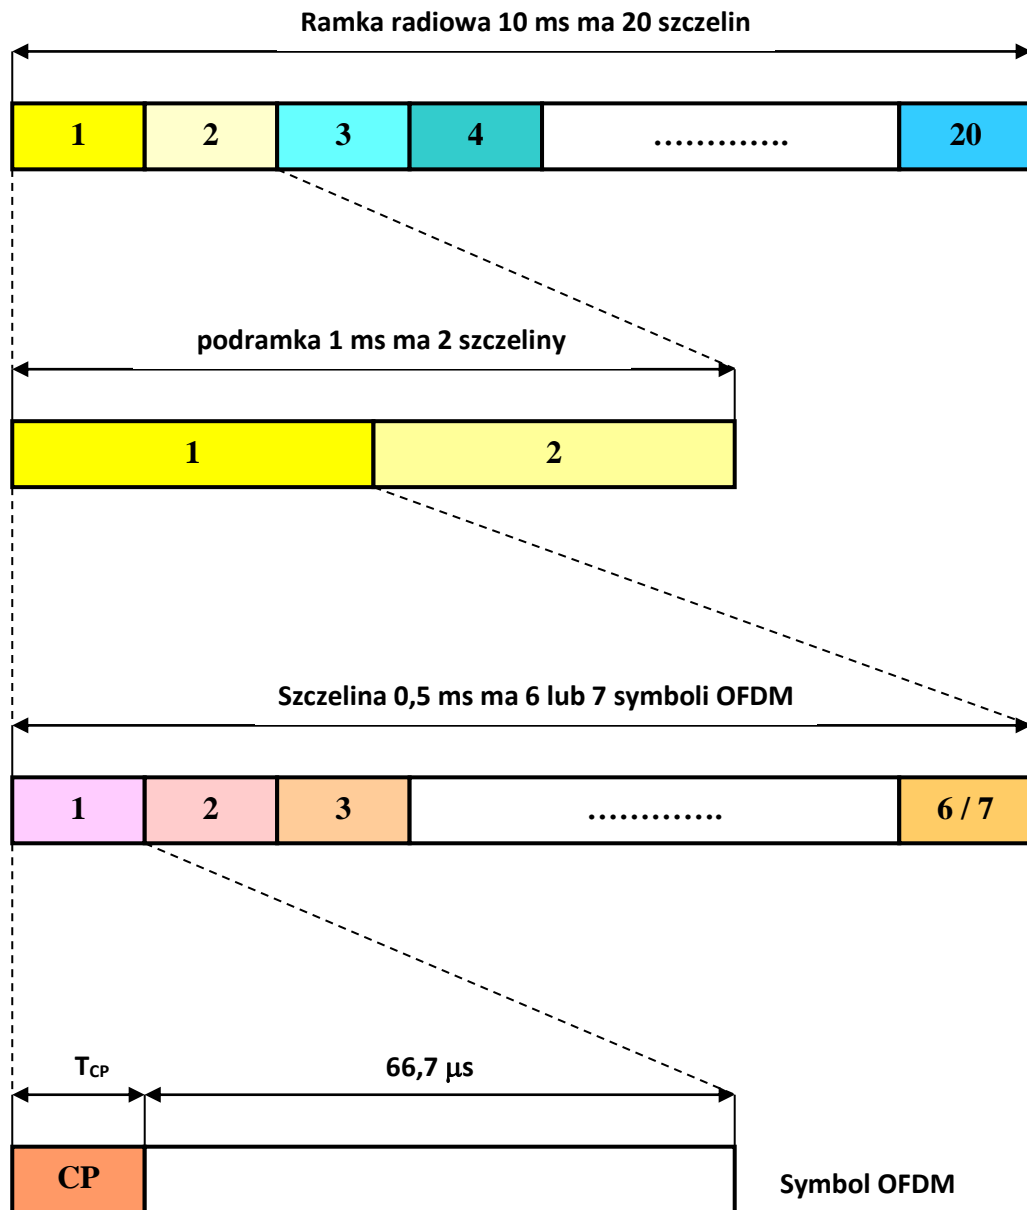 Ramka radiowa 10 ms ma 20 szczelin
1 2 3 4 …………. 20
podramka 1 ms ma 2 szczeliny
1 2
Szczelina 0,5 ms ma 6 lub 7 symboli OFDM
1 2 3 …………. 6 / 7
TCP 66,7 μs
CP Symbol OFDM